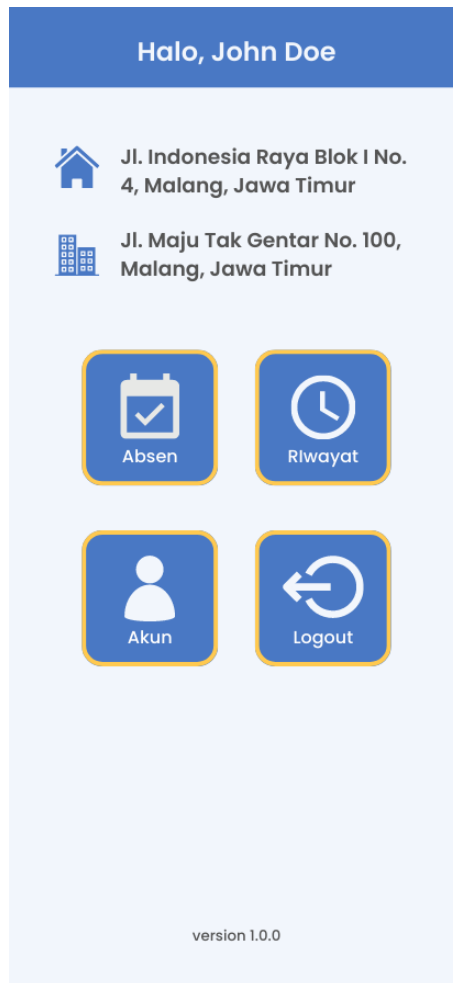 Halo, John Doe
Jl. Indonesia Raya Blok I No.
4, Malang, Jawa Timur
Jl. Maju Tak Gentar No. 100,
Malang, Jawa Timur
Absen
RIwayat
Akun
Logout
version 1.0.0